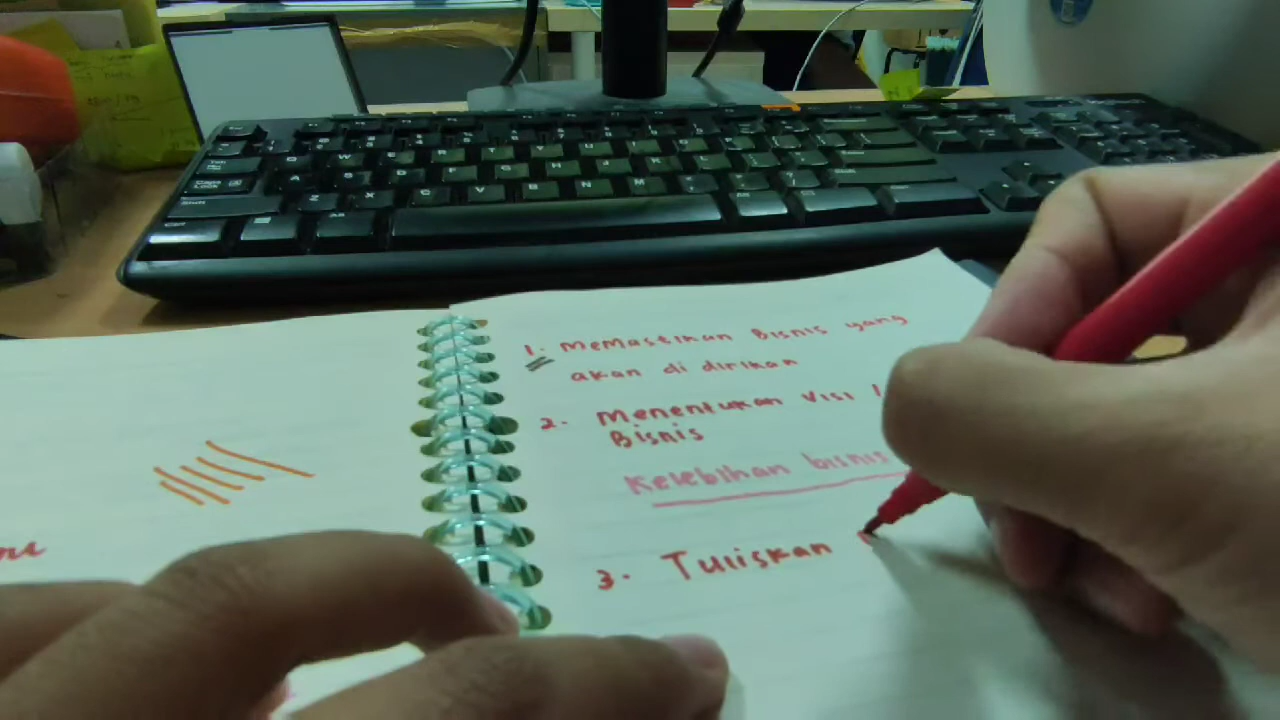 1. Memastikan Bisnis yang
akan di dirikan
2. Menentukan visi
Bisnis
Kelebihan bisnis
3. Tuliskan